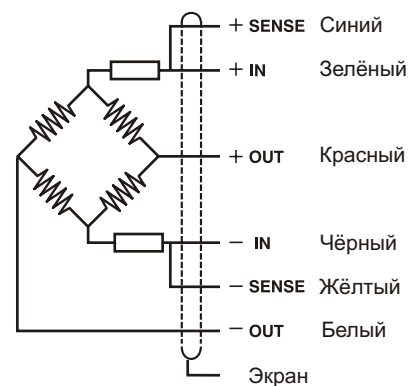 + SENSE Синий
+ IN Зелёный
+ OUT Красный
− IN Чёрный
− SENSE Жёлтый
− OUT Белый
Экран